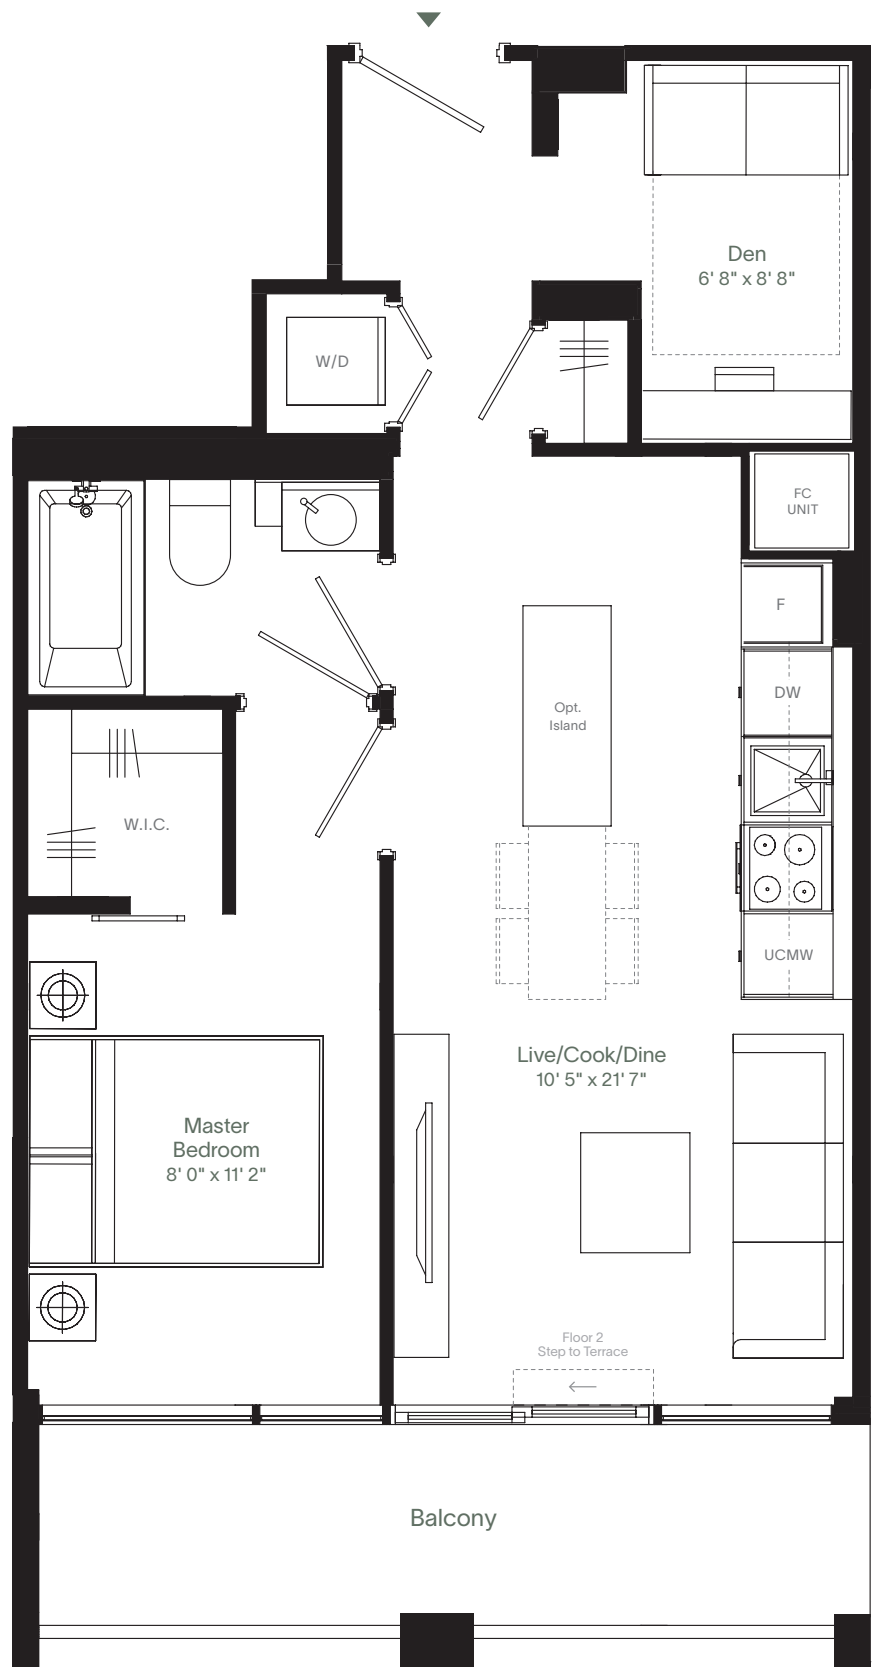 Den
6' 8" x 8' 8"
W/D
FC
UNIT
F
DW
Opt.
Island
W.I.C.
UCMW
Live/Cook/Dine
10' 5" x 21' 7"
Master
Bedroom
8' 0" x 11' 2"
Floor 2
Step to Terrace
Balcony